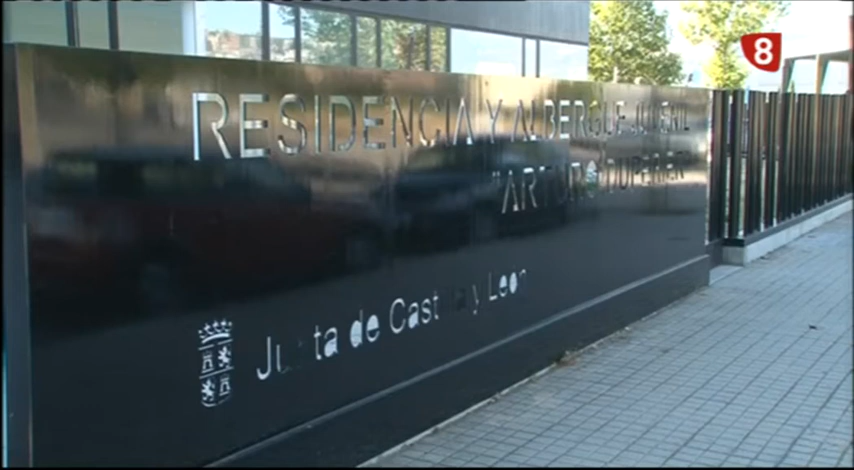 8
RESIDENCIA Y ALBERGUE JUVENIL
"ARTURO DUPERIER"
Junta de Castilla y León